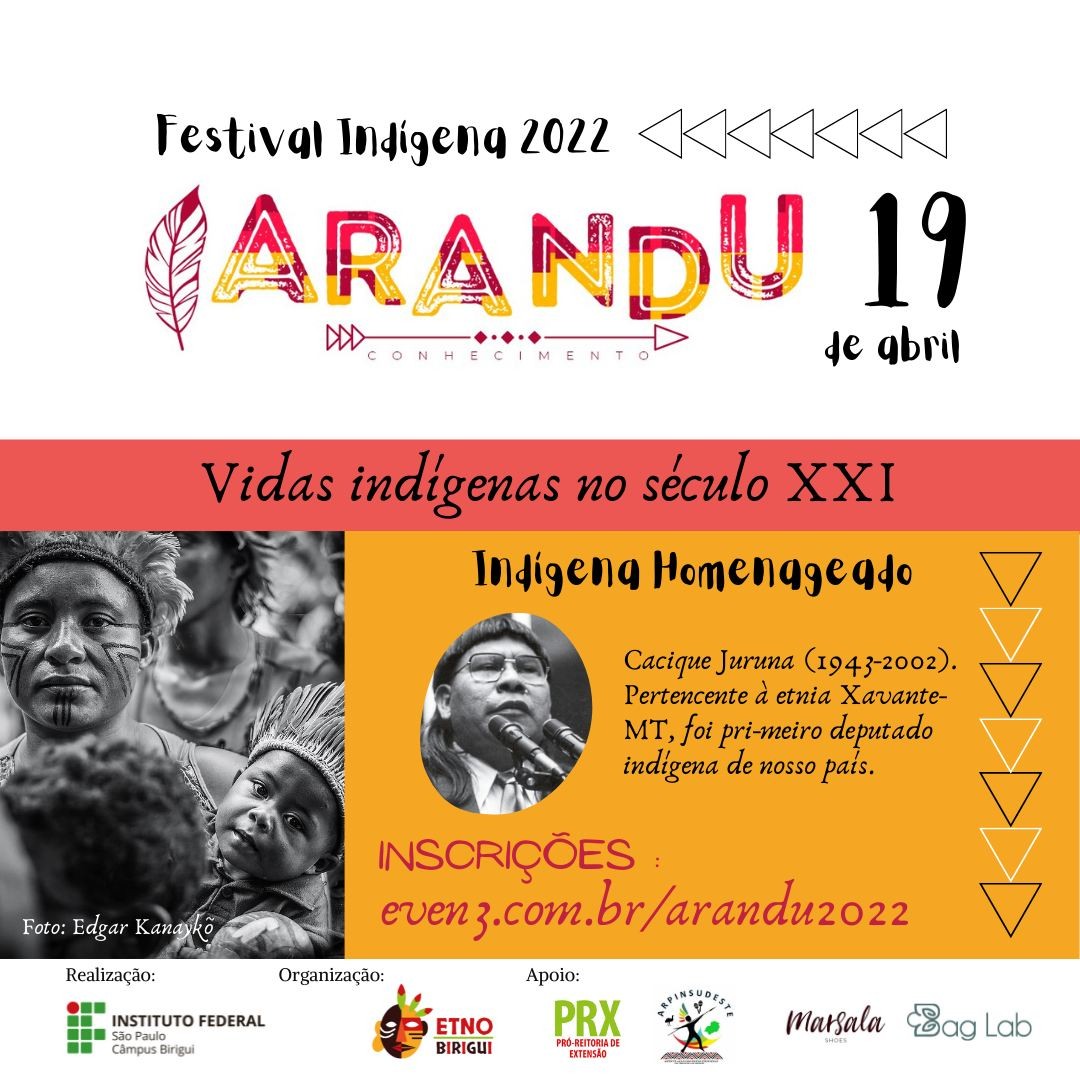 Festival Indígena 2022
ARANDU
19
de abril
CONHECIMENTO
Vidas indígenas no século XXI
Indígena Homenageado
Cacique Juruna (1943-2002).
Pertencente à etnia Xavante-
MT, foi pri-meiro deputado
indígena de nosso país.
INSCRIÇÕES :
even3.com.br/arandu2022
Foto: Edgar Kanaykõ
Realização:
Organização:
Apoio:
INSTITUTO FEDERAL
São Paulo
Câmpus Birigui
ETNO
BIRIGUI
PRX
PRÓ-REITORIA DE
EXTENSÃO
ARPINSUDESTE
Marsala
SHOES
Bag Lab